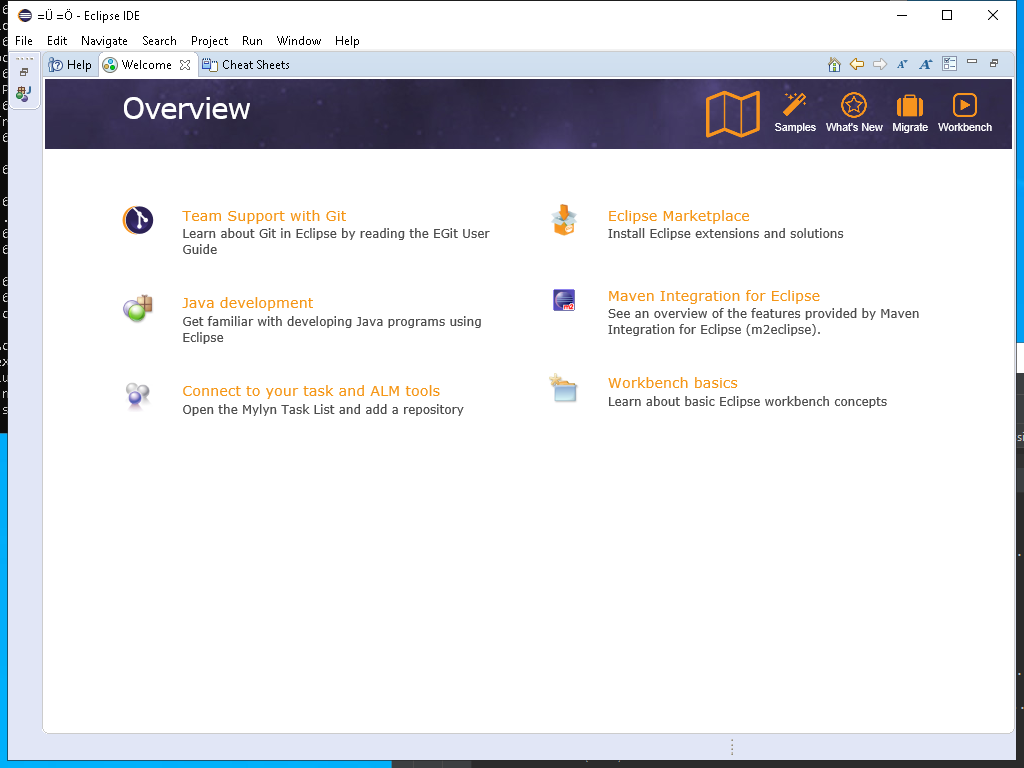 =Ü =Ö - Eclipse IDE
File Edit Navigate Search Project Run Window Help
Help Welcome Cheat Sheets
Overview
Samples What's New Migrate Workbench
Team Support with Git
Learn about Git in Eclipse by reading the EGit User
Guide
Eclipse Marketplace
Install Eclipse extensions and solutions
Java development
Get familiar with developing Java programs using
Eclipse
Maven Integration for Eclipse
See an overview of the features provided by Maven
Integration for Eclipse (m2eclipse).
Connect to your task and ALM tools
Open the Mylyn Task List and add a repository
Workbench basics
Learn about basic Eclipse workbench concepts